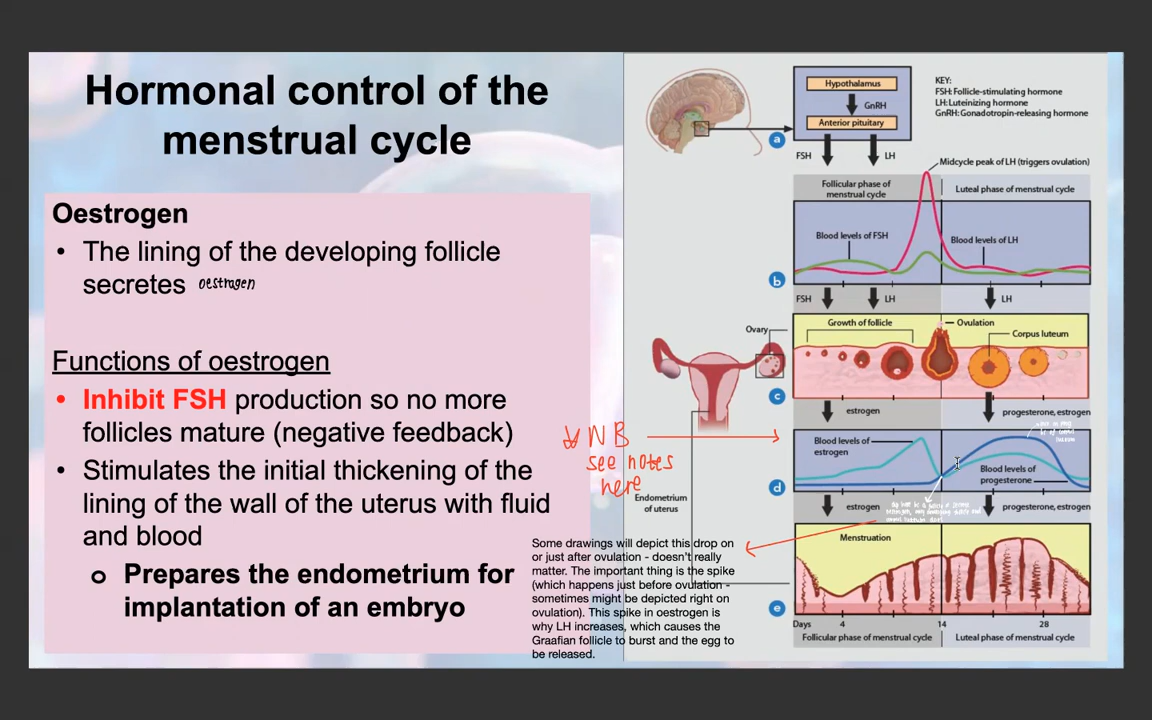 Hormonal control of the
menstrual cycle
Oestrogen
• The lining of the developing follicle
secretes oestrogen
Functions of oestrogen
• Inhibit FSH production so no more
follicles mature (negative feedback)
• Stimulates the initial thickening of the
lining of the wall of the uterus with fluid
and blood
o Prepares the endometrium for
implantation of an embryo
NB
see notes
here
Some drawings will depict this drop on
or just after ovulation - doesn't really
matter. The important thing is the spike
(which happens just before ovulation -
sometimes might be depicted right on
ovulation). This spike in oestrogen is
why LH increases, which causes the
Graafian follicle to burst and the egg to
be released.
Hypothalamus
GnRH
Anterior pituitary
a
KEY:
FSH: Follicle-stimulating hormone
LH: Luteinizing hormone
GnRH: Gonadotropin-releasing hormone
FSH
LH
Midcycle peak of LH (triggers ovulation)
Follicular phase of
menstrual cycle
Luteal phase of menstrual cycle
Blood levels of FSH
Blood levels of LH
b
FSH
LH
LH
Ovary
Growth of follicle
Ovulation
Corpus luteum
c
estrogen
progesterone, estrogen
Blood levels of
estrogen
Blood levels of
progesterone
d
Endometrium
of uterus
estrogen
progesterone, estrogen
Menstruation
e
Days
4
14
28
Follicular phase of menstrual cycle
Luteal phase of menstrual cycle